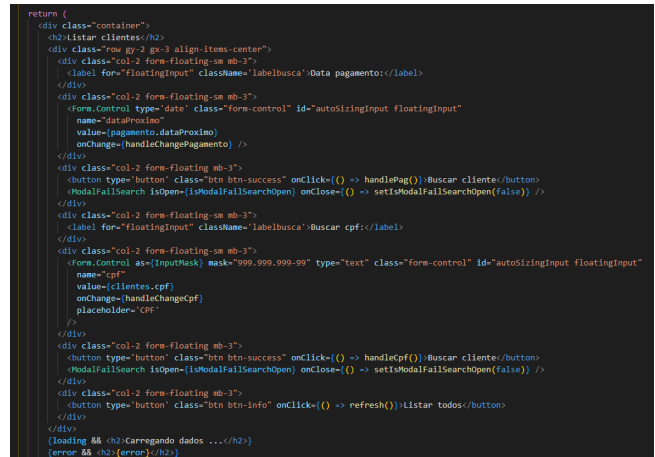 return (
<div class="container">
<h2>Listar clientes</h2>
<div class="row gy-2 gx-3 align-items-center">
<div class="col-2 form-floating-sm mb-3">
<label for="floatingInput" className='labelbusca'>Data pagamento:</label>
</div>
<div class="col-2 form-floating-sm mb-3">
<Form.Control type='date' class="form-control" id="autoSizingInput floatingInput"
name="dataProximo"
value={pagamento.dataProximo}
onChange={handleChangePagamento} />
</div>
<div class="col-2 form-floating mb-3">
<button type='button' class="btn btn-success" onClick={() => handlePag()}>Buscar cliente</button>
<ModalFailSearch isOpen={isModalFailSearchOpen} onClose={() => setIsModalFailSearchOpen(false)} />
</div>
<div class="col-2 form-floating-sm mb-3">
<label for="floatingInput" className='labelbusca'>Buscar cpf:</label>
</div>
<div class="col-2 form-floating-sm mb-3">
<Form.Control as={InputMask} mask="999.999.999-99" type="text" class="form-control" id="autoSizingInput floatingInput"
name="cpf"
value={clientes.cpf}
onChange={handleChangeCpf}
placeholder='CPF'
/>
</div>
<div class="col-2 form-floating mb-3">
<button type='button' class="btn btn-success" onClick={() => handleCpf()}>Buscar cliente</button>
<ModalFailSearch isOpen={isModalFailSearchOpen} onClose={() => setIsModalFailSearchOpen(false)} />
</div>
<div class="col-2 form-floating mb-3">
<button type='button' class="btn btn-info" onClick={() => refresh()}>Listar todos</button>
</div>
</div>
{loading && <h2>Carregando dados ...</h2>}
{error && <h2>{error}</h2>}